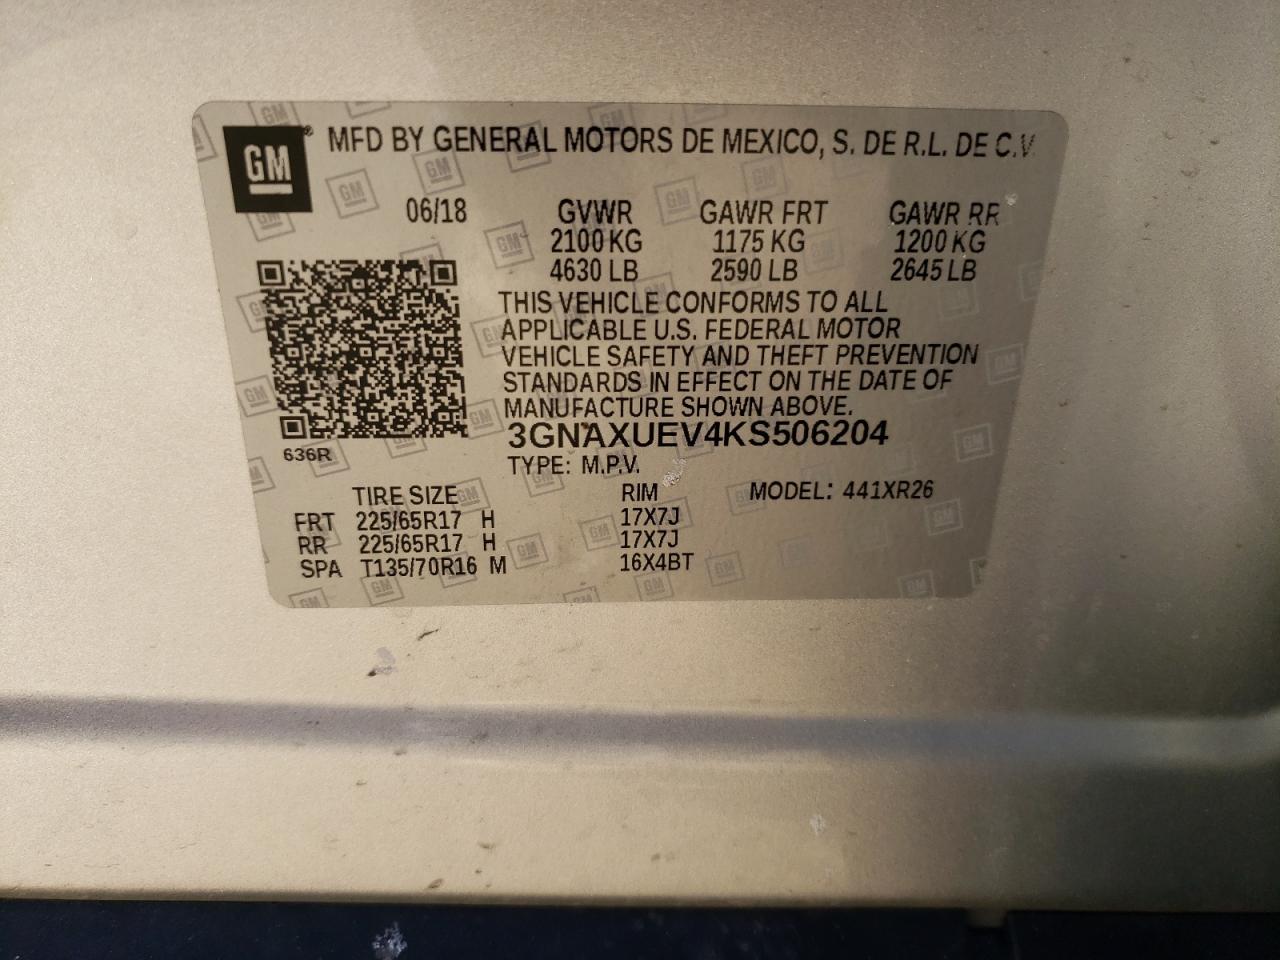 GM® MFD BY GENERAL MOTORS DE MEXICO, S. DE R.L. DE C.V.
06/18 GVWR GAWR FRT GAWR RR
2100 KG 1175 KG 1200 KG
4630 LB 2590 LB 2645 LB
THIS VEHICLE CONFORMS TO ALL
APPLICABLE U.S. FEDERAL MOTOR
VEHICLE SAFETY AND THEFT PREVENTION
STANDARDS IN EFFECT ON THE DATE OF
MANUFACTURE SHOWN ABOVE.
3GNAXUEV4KS506204
636R
TYPE: M.P.V.
TIRE SIZE RIM MODEL: 441XR26
FRT 225/65R17 H 17X7J
RR 225/65R17 H 17X7J
SPA T135/70R16 M 16X4BT